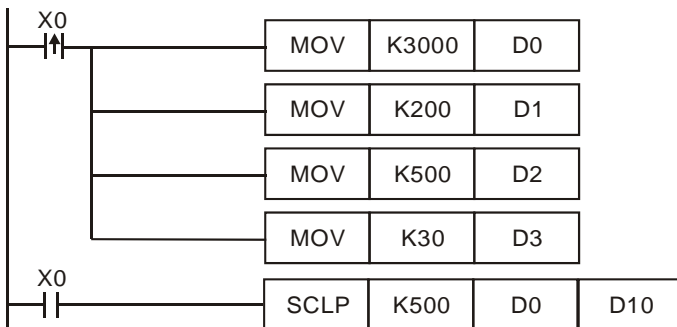 X0
MOV K3000 D0
MOV K200 D1
MOV K500 D2
MOV K30 D3
X0
SCLP K500 D0 D10